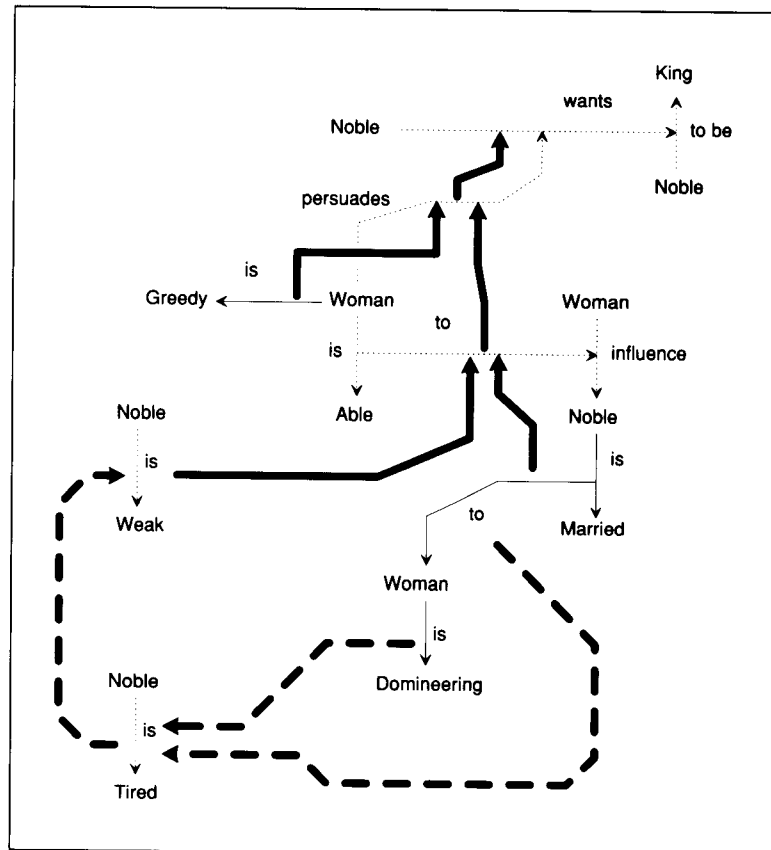 King
wants
Noble
to be
Noble
persuades
is
Greedy
Woman
Woman
to
is
influence
Able
Noble
Noble
is
is
Weak
to
Married
Woman
is
Noble
Domineering
is
Tired